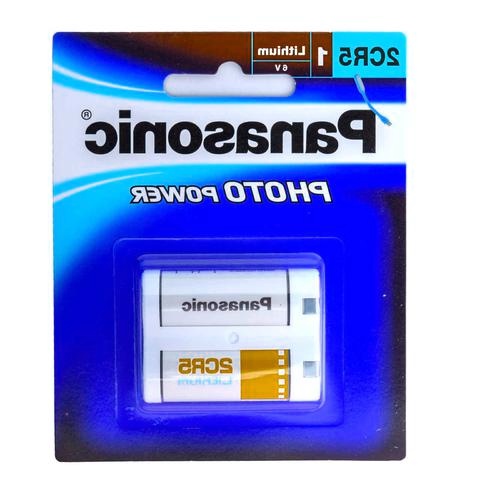 2CR5 1 Lithium
6V
Panasonic®
PHOTO POWER
Panasonic
2CR5
Lithium